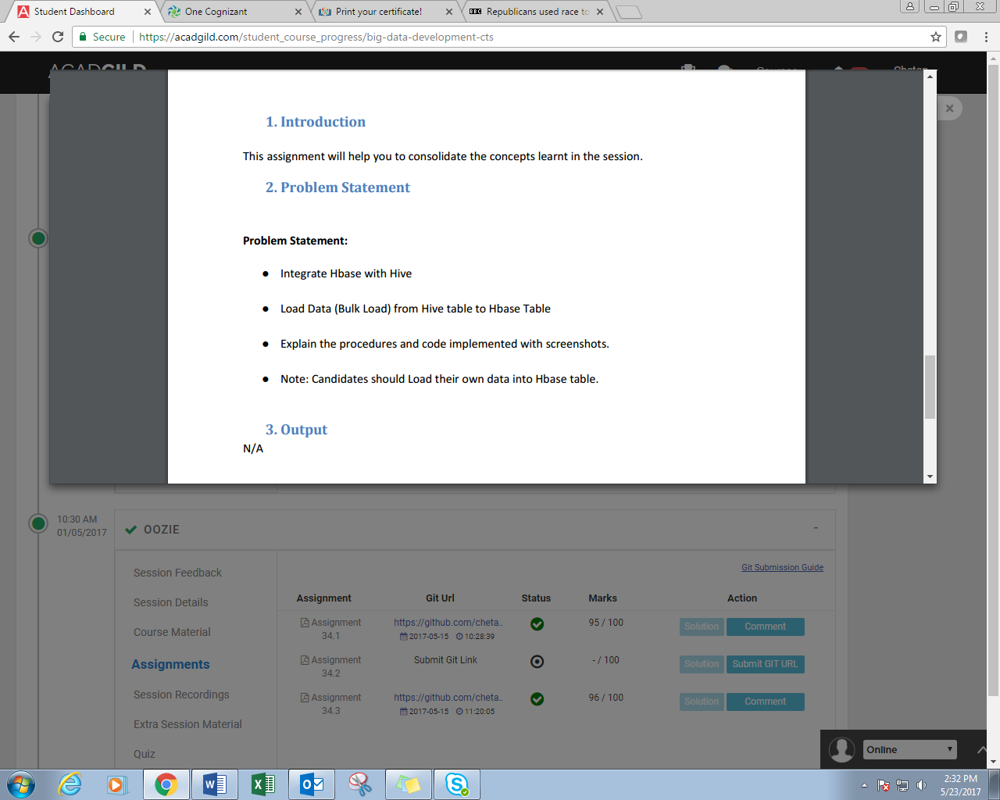 Student Dashboard
One Cognizant
Print your certificate!
BBC Republicans used race to
Secure https://acadgild.com/student_course_progress/big-data-development-cts
ACADGILD
1. Introduction
This assignment will help you to consolidate the concepts learnt in the session.
2. Problem Statement
Problem Statement:
● Integrate Hbase with Hive
● Load Data (Bulk Load) from Hive table to Hbase Table
● Explain the procedures and code implemented with screenshots.
● Note: Candidates should Load their own data into Hbase table.
3. Output
N/A
10:30 AM
01/05/2017
OOZIE -
Session Feedback
Session Details
Course Material
Assignments
Session Recordings
Extra Session Material
Quiz
Git Submission Guide
Assignment Git Url Status Marks Action
Assignment 34.1 https://github.com/cheta.. 95 / 100 Solution Comment
2017-05-15 10:28:39
Assignment 34.2 Submit Git Link - / 100 Solution Submit GIT URL
Assignment 34.3 https://github.com/cheta.. 96 / 100 Solution Comment
2017-05-15 11:20:05
Online
2:32 PM
5/23/2017